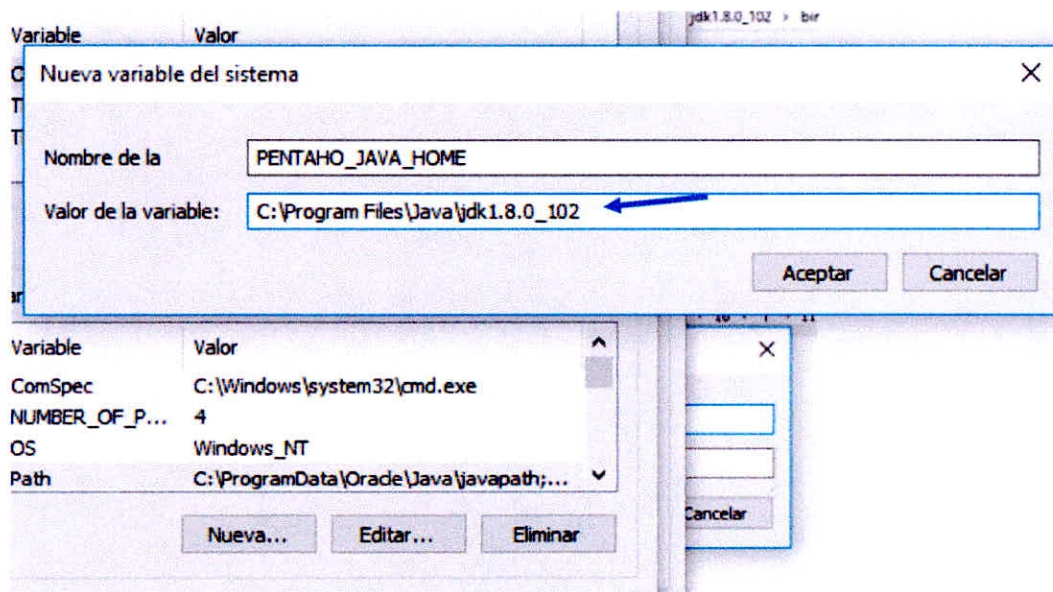 jdk1.8.0_102 > bin
Variable Valor
Nueva variable del sistema
Nombre de la PENTAHO_JAVA_HOME
Valor de la variable: C:\Program Files\Java\jdk1.8.0_102
Aceptar Cancelar
Variable Valor
ComSpec C:\Windows\system32\cmd.exe
NUMBER_OF_P... 4
OS Windows_NT
Path C:\ProgramData\Oracle\Java\javapath;...
Cancelar
Nueva... Editar... Eliminar